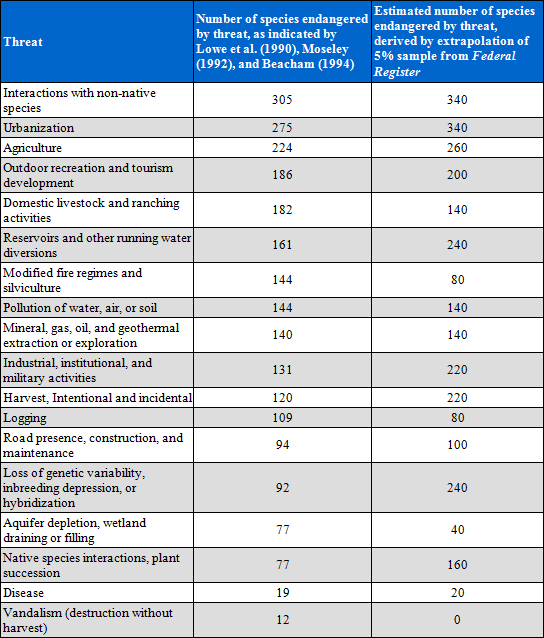 Threat
Number of species endangered
by threat, as indicated by
Lowe et al. (1990), Moseley
(1992), and Beacham (1994)
Estimated number of species
endangered by threat,
derived by extrapolation of
5% sample from Federal
Register
Interactions with non-native
species
305
340
Urbanization
275
340
Agriculture
224
260
Outdoor recreation and tourism
development
186
200
Domestic livestock and ranching
activities
182
140
Reservoirs and other running water
diversions
161
240
Modified fire regimes and
silviculture
144
80
Pollution of water, air, or soil
144
140
Mineral, gas, oil, and geothermal
extraction or exploration
140
140
Industrial, institutional, and
military activities
131
220
Harvest, Intentional and incidental
120
220
Logging
109
80
Road presence, construction, and
maintenance
94
100
Loss of genetic variability,
inbreeding depression, or
hybridization
92
240
Aquifer depletion, wetland
draining or filling
77
40
Native species interactions, plant
succession
77
160
Disease
19
20
Vandalism (destruction without
harvest)
12
0